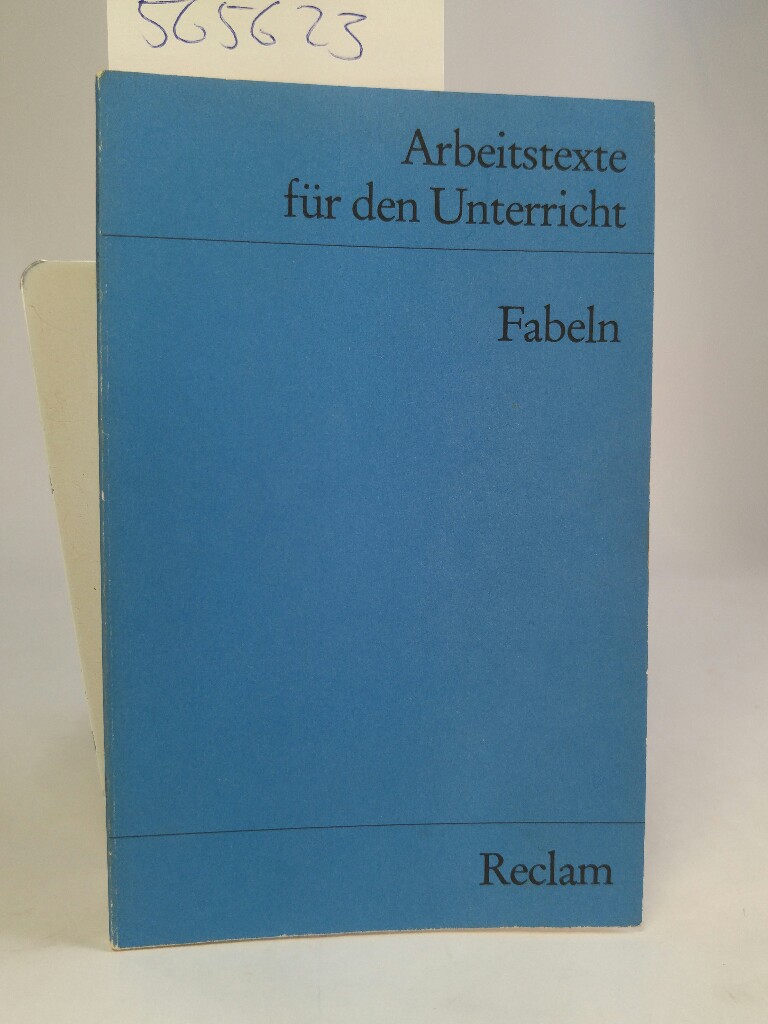 565623
Arbeitstexte
für den Unterricht
Fabeln
Reclam